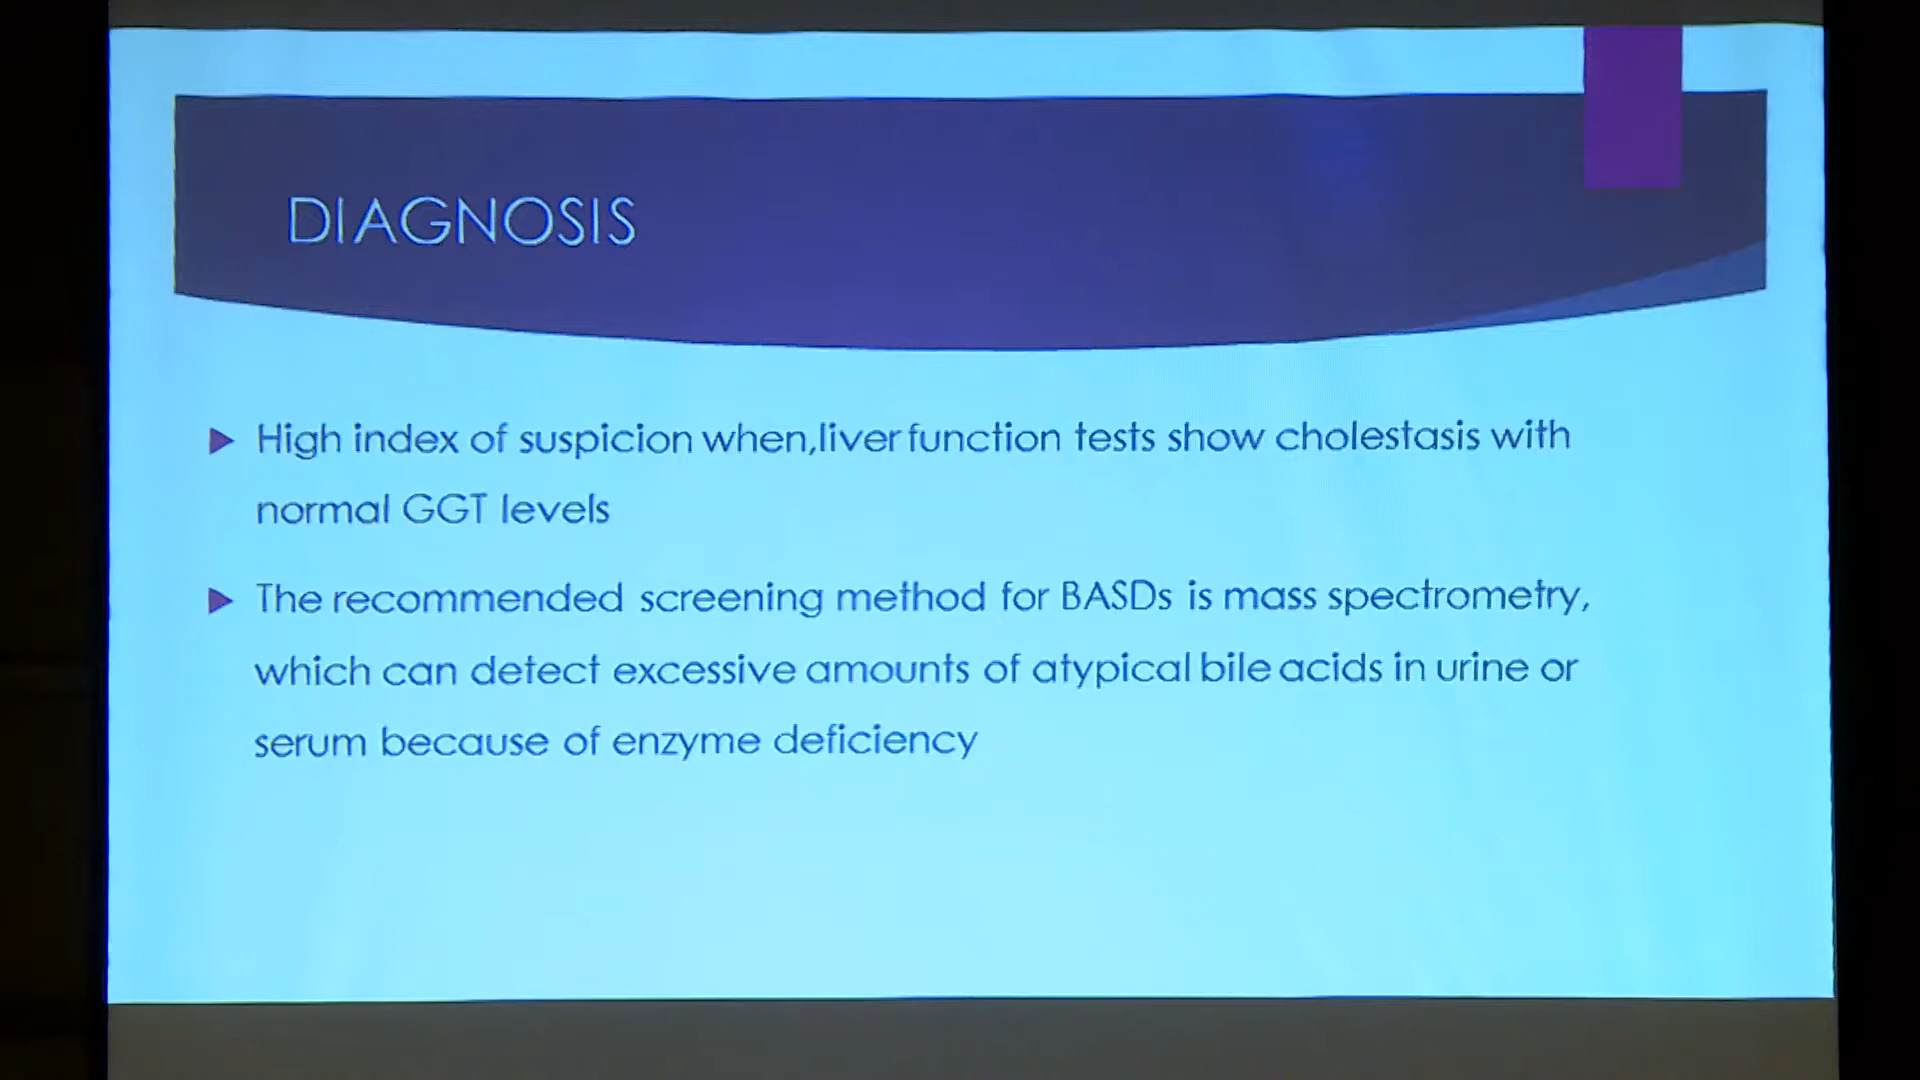 DIAGNOSIS
High index of suspicion when,liver function tests show cholestasis with
normal GGT levels
The recommended screening method for BASDs is mass spectrometry,
which can detect excessive amounts of atypical bile acids in urine or
serum because of enzyme deficiency